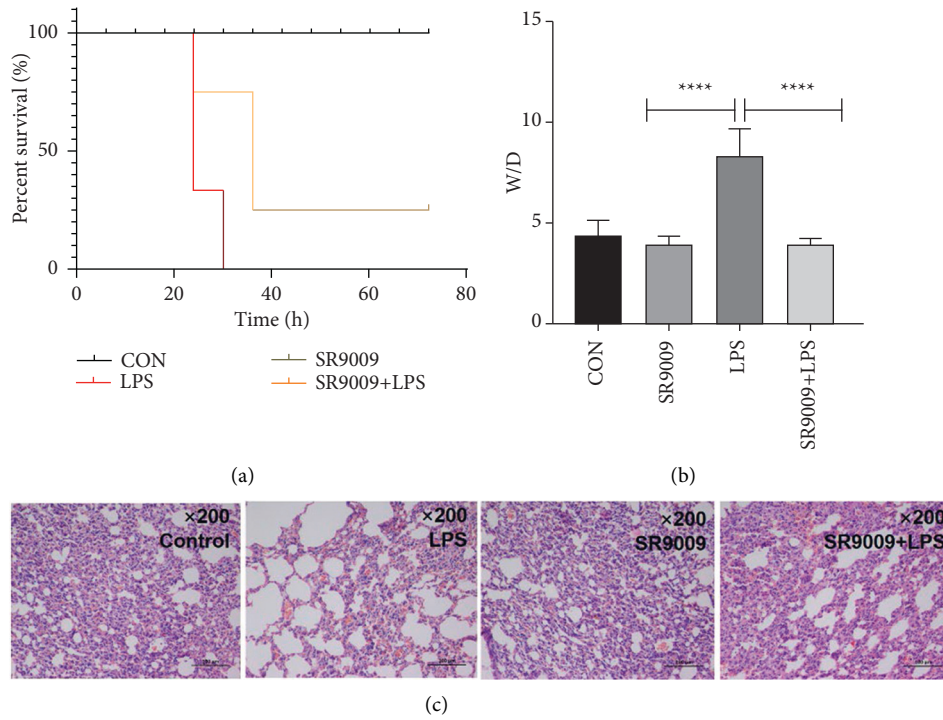 100
50
0
Percent survival (%)
0 20 40 60 80
Time (h)
CON
LPS
SR9009
SR9009+LPS
(a)
15
10
5
0
W/D
**** ****
CON
SR9009
LPS
SR9009+LPS
(b)
×200
Control
×200
LPS
×200
SR9009
×200
SR9009+LPS
(c)